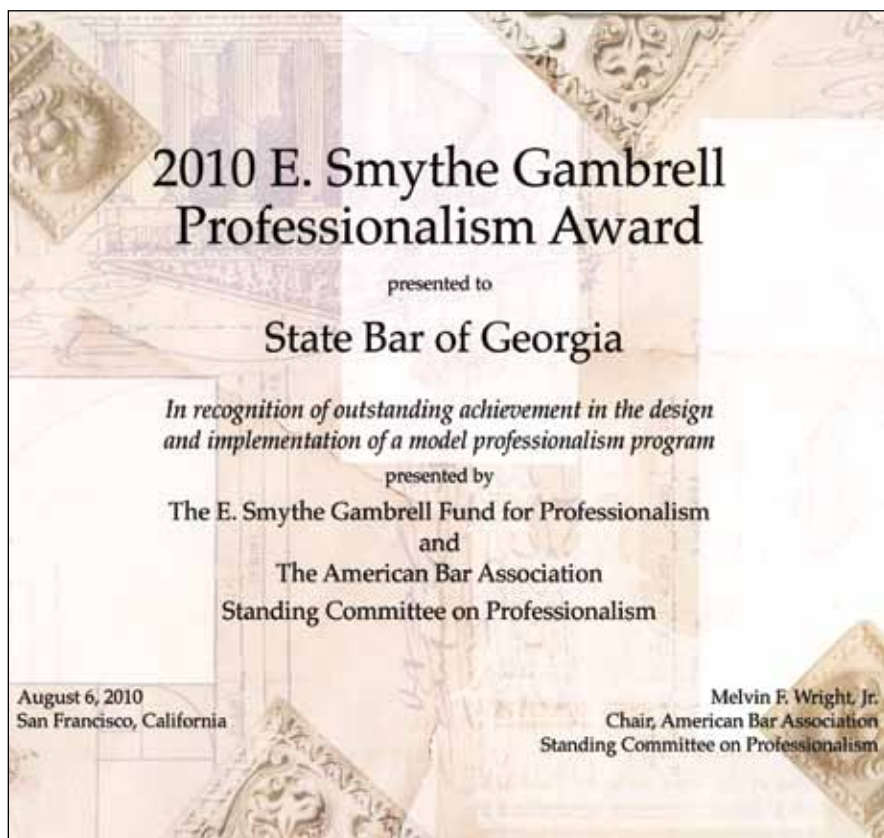 2010 E. Smythe Gambrell
Professionalism Award
presented to
State Bar of Georgia
In recognition of outstanding achievement in the design
and implementation of a model professionalism program
presented by
The E. Smythe Gambrell Fund for Professionalism
and
The American Bar Association
Standing Committee on Professionalism
August 6, 2010
San Francisco, California
Melvin F. Wright, Jr.
Chair, American Bar Association
Standing Committee on Professionalism